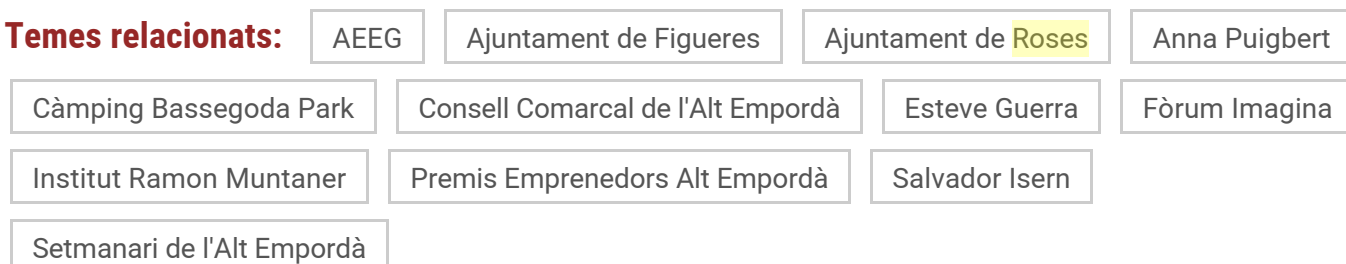 Temes relacionats: AEEG Ajuntament de Figueres Ajuntament de Roses Anna Puigbert
Càmping Bassegoda Park Consell Comarcal de l'Alt Empordà Esteve Guerra Fòrum Imagina
Institut Ramon Muntaner Premis Emprenedors Alt Empordà Salvador Isern
Setmanari de l'Alt Empordà